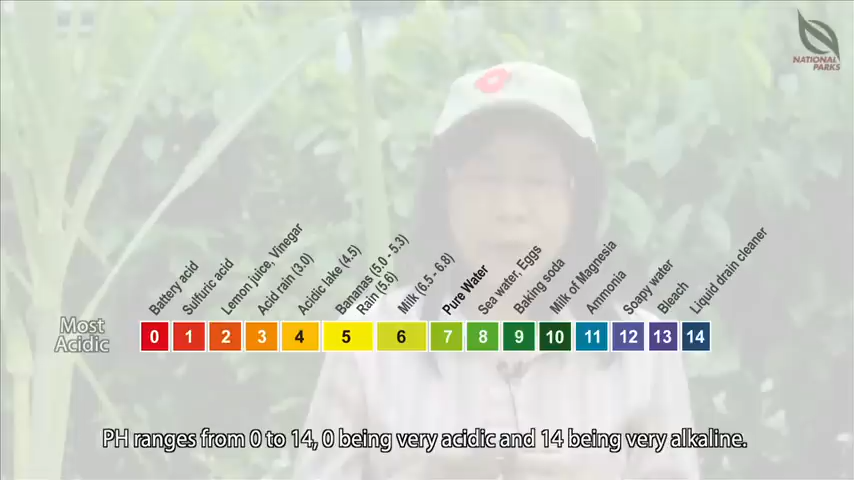 NATIONAL
PARKS
Battery acid
Sulfuric acid
Lemon juice, Vinegar
Acid rain (3.0)
Acidic lake (4.5)
Bananas (5.0 - 5.3)
Rain (5.6)
Milk (6.5 - 6.8)
Pure Water
Sea water, Eggs
Baking soda
Milk of Magnesia
Ammonia
Soapy water
Bleach
Liquid drain cleaner
Most
Acidic
0 1 2 3 4 5 6 7 8 9 10 11 12 13 14
PH ranges from 0 to 14, 0 being very acidic and 14 being very alkaline.